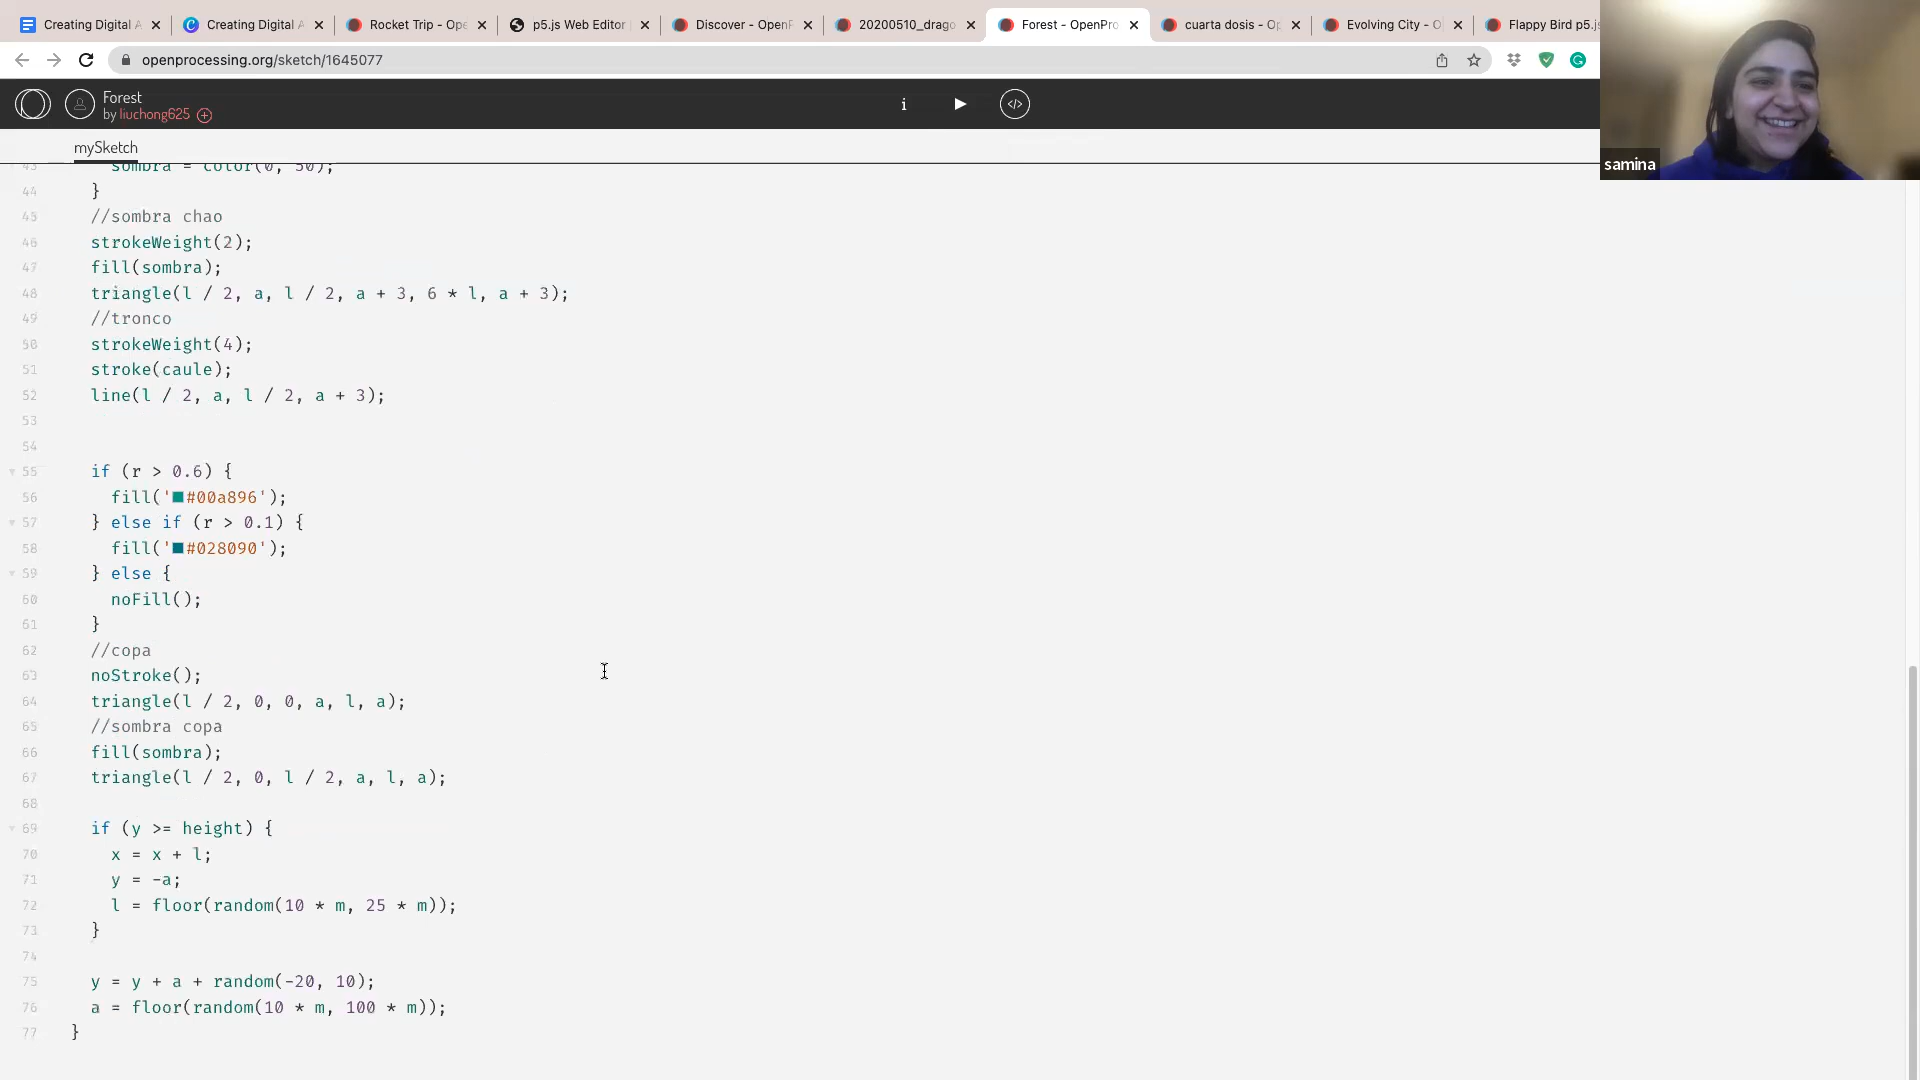 Creating Digital A
Creating Digital A
Rocket Trip - Ope
p5.js Web Editor
Discover - OpenP
20200510_drago
Forest - OpenPro
cuarta dosis - Op
Evolving City - O
Flappy Bird p5.js
openprocessing.org/sketch/1645077
Forest
by liuchong625
samina
mySketch
43 sombra = color(0, 50);
44 }
45 //sombra chao
46 strokeWeight(2);
47 fill(sombra);
48 triangle(l / 2, a, l / 2, a + 3, 6 * l, a + 3);
49 //tronco
50 strokeWeight(4);
51 stroke(caule);
52 line(l / 2, a, l / 2, a + 3);
53
54
55 if (r > 0.6) {
56 fill('#00a896');
57 } else if (r > 0.1) {
58 fill('#028090');
59 } else {
60 noFill();
61 }
62 //copa
63 noStroke();
64 triangle(l / 2, 0, 0, a, l, a);
65 //sombra copa
66 fill(sombra);
67 triangle(l / 2, 0, l / 2, a, l, a);
68
69 if (y >= height) {
70 x = x + l;
71 y = -a;
72 l = floor(random(10 * m, 25 * m));
73 }
74
75 y = y + a + random(-20, 10);
76 a = floor(random(10 * m, 100 * m));
77 }